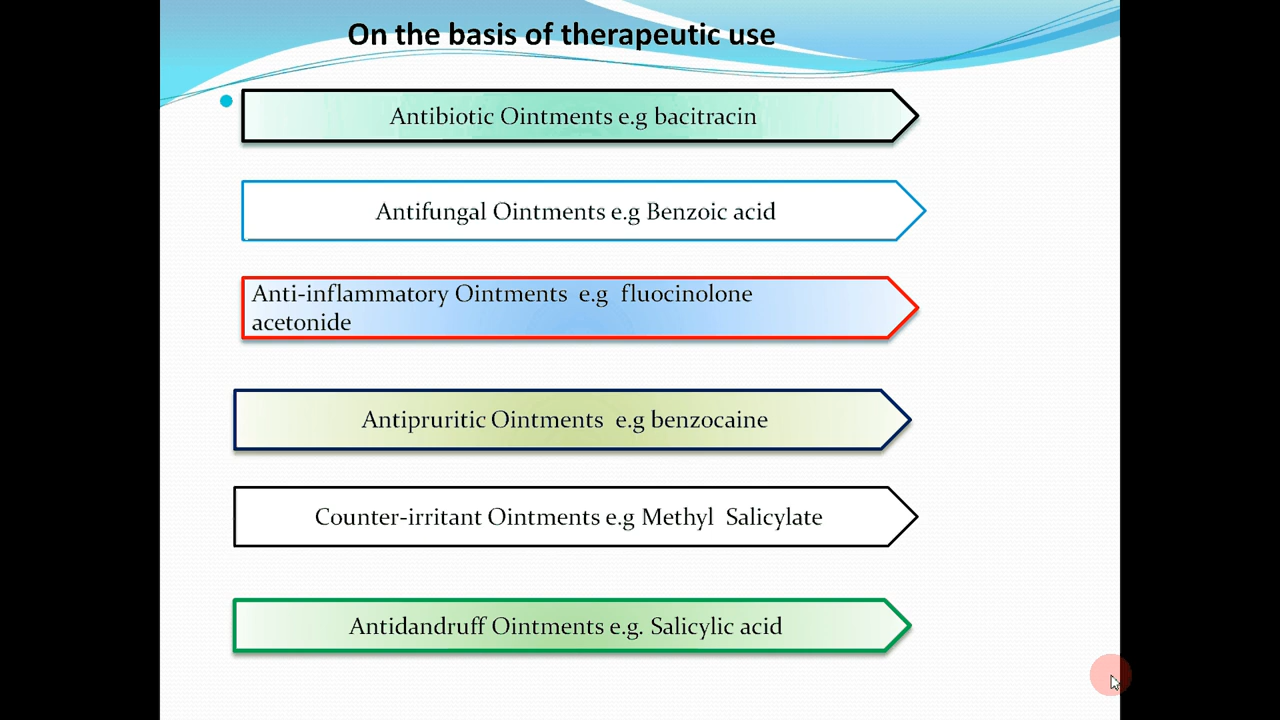 On the basis of therapeutic use
Antibiotic Ointments e.g bacitracin
Antifungal Ointments e.g Benzoic acid
Anti-inflammatory Ointments e.g fluocinolone
acetonide
Antipruritic Ointments e.g benzocaine
Counter-irritant Ointments e.g Methyl Salicylate
Antidandruff Ointments e.g. Salicylic acid